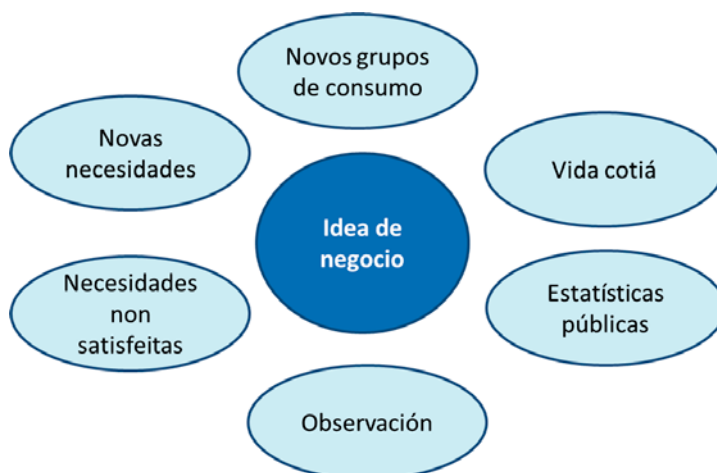 Novos grupos
de consumo
Novas
necesidades
Vida cotiá
Idea de
negocio
Necesidades
non
satisfeitas
Estatísticas
públicas
Observación